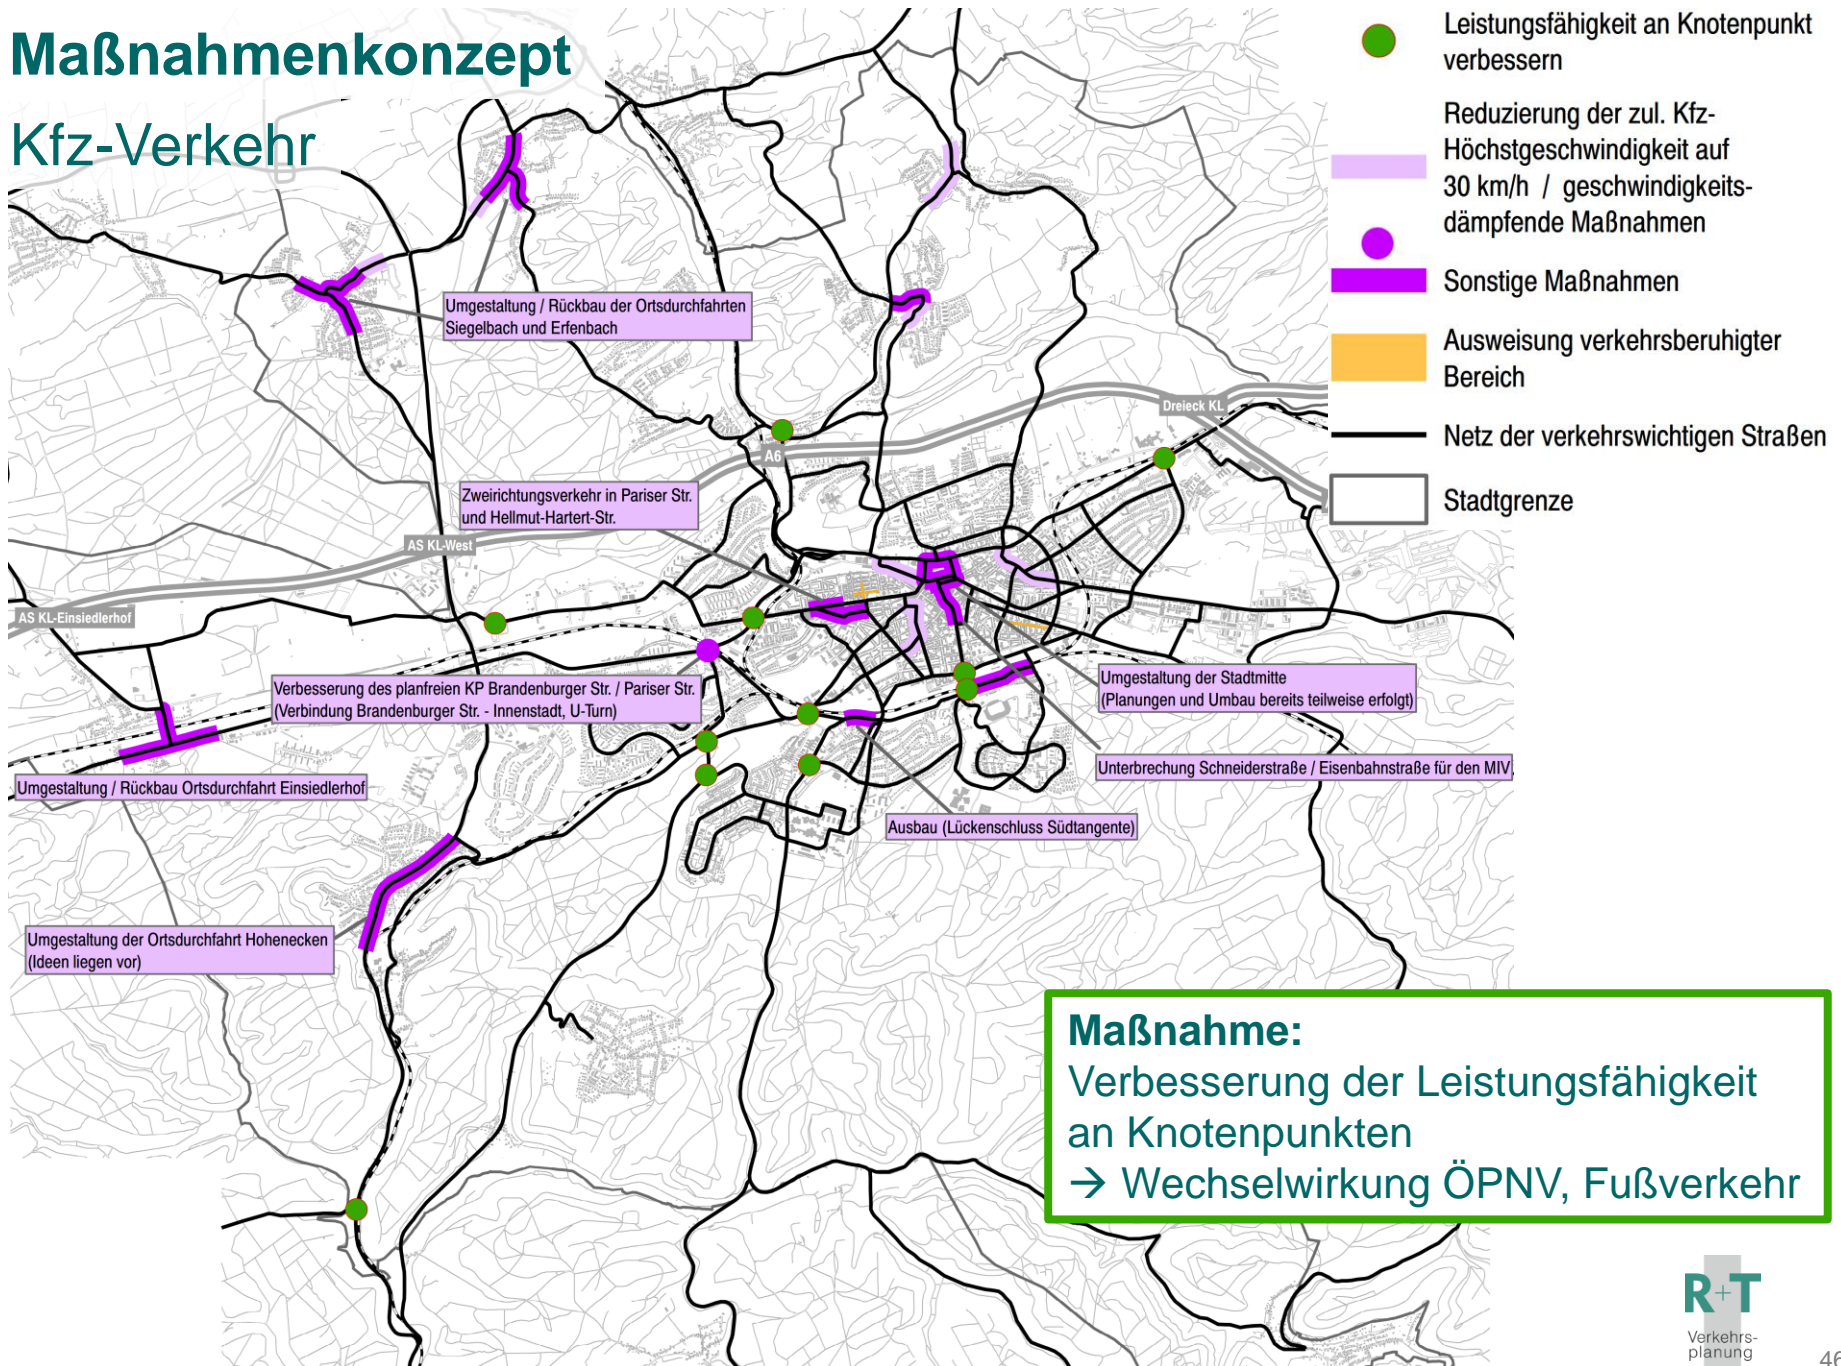 Maßnahmenkonzept
Kfz-Verkehr
Leistungsfähigkeit an Knotenpunkt
verbessern
Reduzierung der zul. Kfz-
Höchstgeschwindigkeit auf
30 km/h / geschwindigkeits-
dämpfende Maßnahmen
Sonstige Maßnahmen
Ausweisung verkehrsberuhigter
Bereich
Netz der verkehrswichtigen Straßen
Stadtgrenze
Umgestaltung / Rückbau der Ortsdurchfahrten
Siegelbach und Erfenbach
Dreieck KL
A6
Zweirichtungsverkehr in Pariser Str.
und Hellmut-Hartert-Str.
AS KL-West
AS KL-Einsiedlerhof
Verbesserung des planfreien KP Brandenburger Str. / Pariser Str.
(Verbindung Brandenburger Str. - Innenstadt, U-Turn)
Umgestaltung der Stadtmitte
(Planungen und Umbau bereits teilweise erfolgt)
Unterbrechung Schneiderstraße / Eisenbahnstraße für den MIV
Umgestaltung / Rückbau Ortsdurchfahrt Einsiedlerhof
Ausbau (Lückenschluss Südtangente)
Umgestaltung der Ortsdurchfahrt Hohenecken
(Ideen liegen vor)
Maßnahme:
Verbesserung der Leistungsfähigkeit
an Knotenpunkten
→ Wechselwirkung ÖPNV, Fußverkehr
R+T
Verkehrs-
planung
46